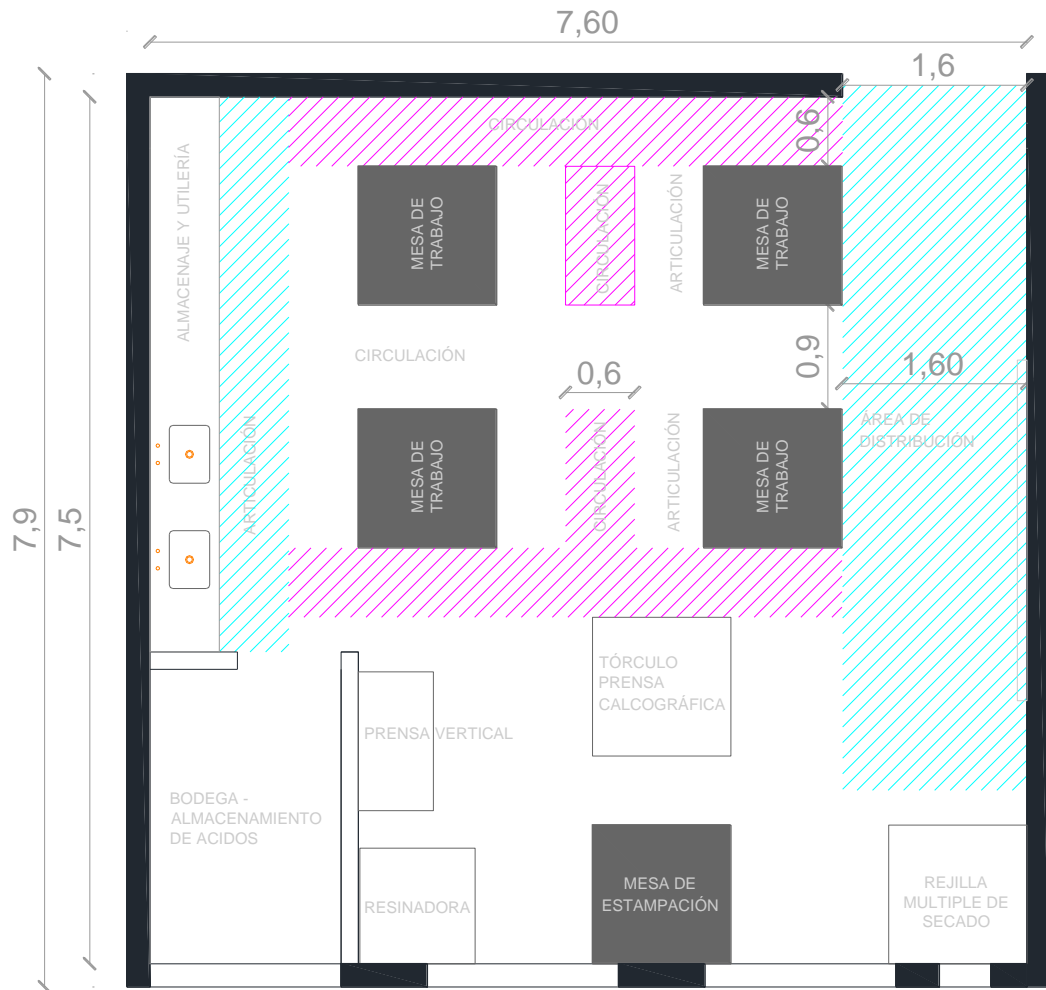 7,60
1,6
CIRCULACIÓN
0,6
ALMACENAJE Y UTILERÍA
MESA DE
TRABAJO
CIRCULACIÓN
ARTICULACIÓN
MESA DE
TRABAJO
CIRCULACIÓN
0,6
0,9
1,60
ÁREA DE
DISTRIBUCIÓN
ARTICULACIÓN
MESA DE
TRABAJO
CIRCULACIÓN
ARTICULACIÓN
MESA DE
TRABAJO
7,9
7,5
TÓRCULO
PRENSA
CALCOGRÁFICA
PRENSA VERTICAL
BODEGA -
ALMACENAMIENTO
DE ACIDOS
RESINADORA
MESA DE
ESTAMPACIÓN
REJILLA
MULTIPLE DE
SECADO